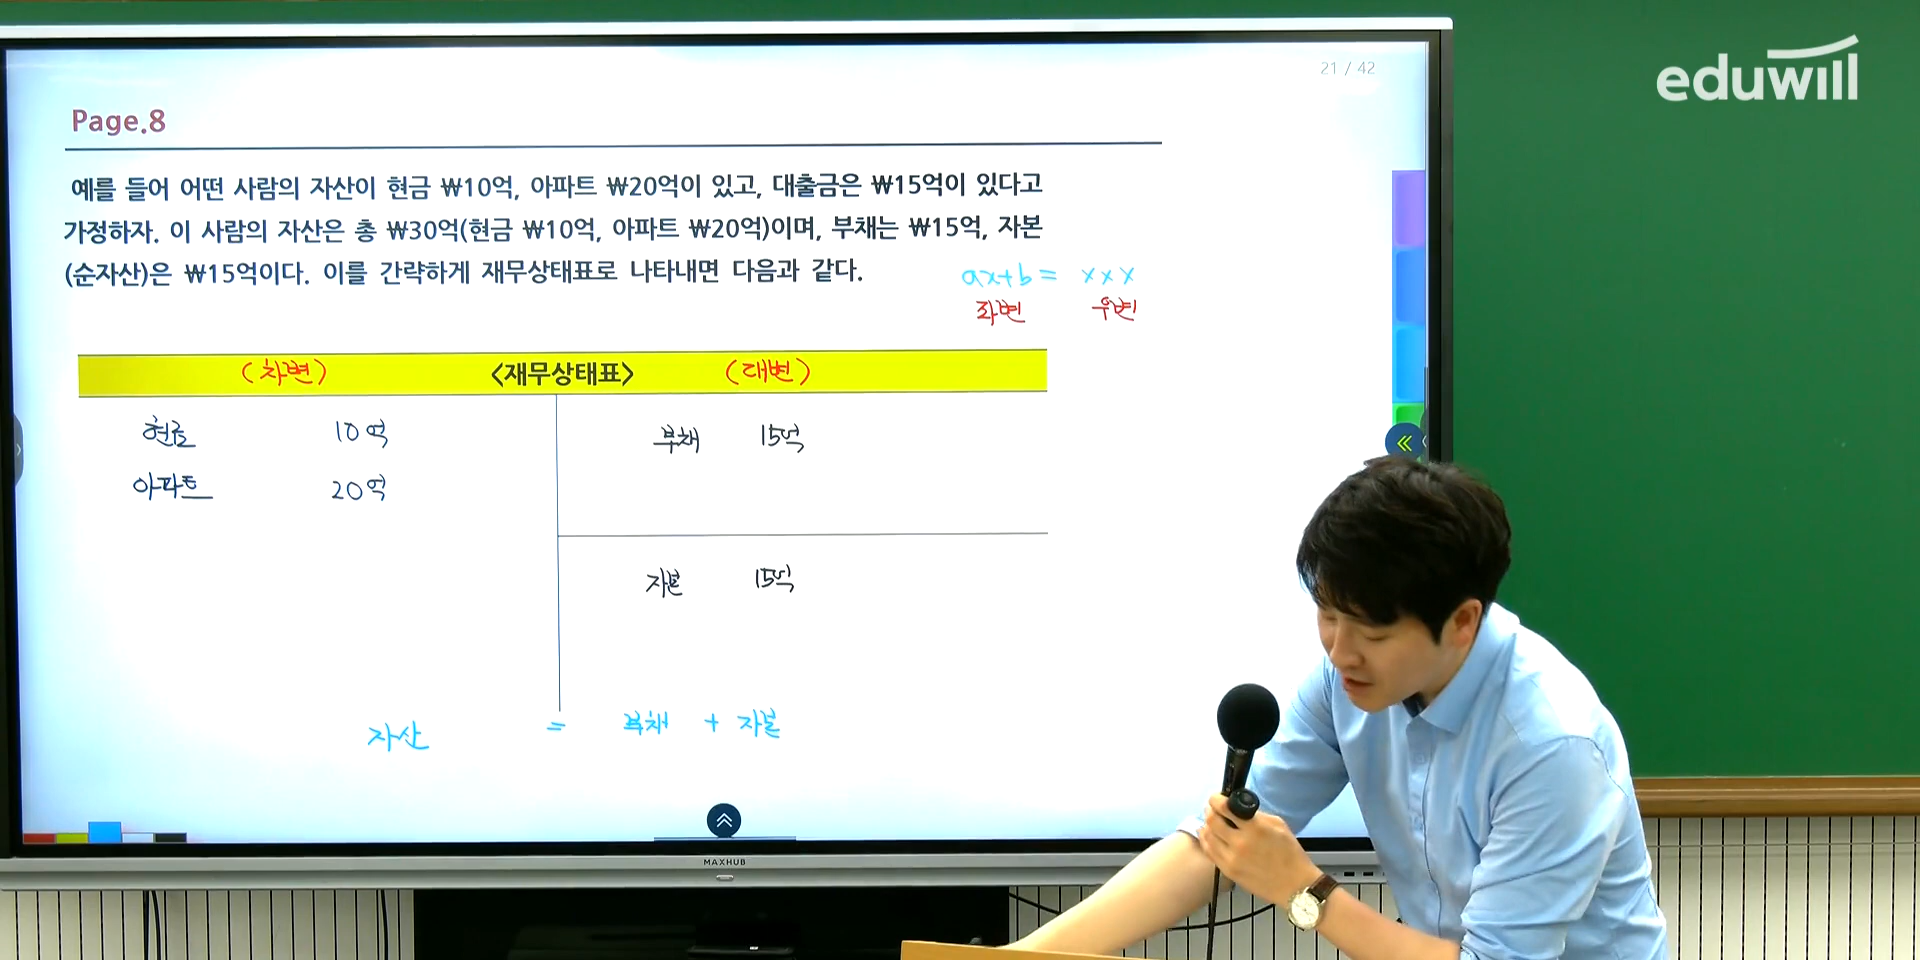 eduwill
21 / 42
Page.8
예를 들어 어떤 사람의 자산이 현금 ₩10억, 아파트 ₩20억이 있고, 대출금은 ₩15억이 있다고
가정하자. 이 사람의 자산은 총 ₩30억(현금 ₩10억, 아파트 ₩20억)이며, 부채는 ₩15억, 자본
(순자산)은 ₩15억이다. 이를 간략하게 재무상태표로 나타내면 다음과 같다.
ax+b = xxx
좌변 우변
(차변) <재무상태표> (대변)
현금 10억 부채 15억
아파트 20억
자본 15억
자산 = 부채 + 자본
MAXHUB